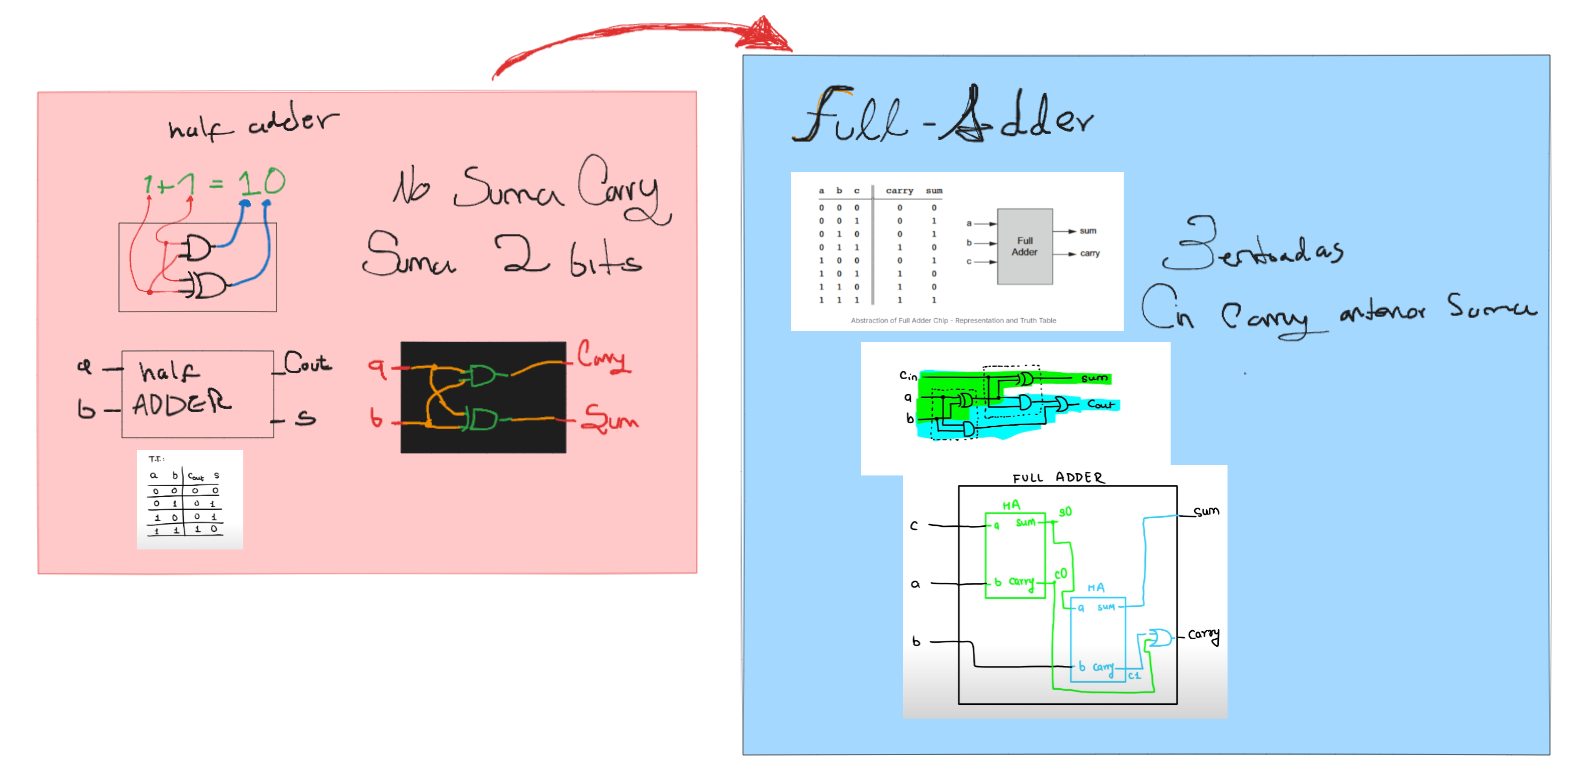 half adder
1+1 = 10
No Suma Carry
Suma 2 bits
a
b
half
ADDER
Cout
s
a
b
Carry
Sum
T.T.:
a b Cout s
0 0 0 0
0 1 0 1
1 0 0 1
1 1 1 0
Full-Adder
a b c carry sum
0 0 0 0 0
0 0 1 0 1
0 1 0 0 1
0 1 1 1 0
1 0 0 0 1
1 0 1 1 0
1 1 0 1 0
1 1 1 1 1
a
b
c
Full
Adder
sum
carry
Abstraction of Full Adder Chip - Representation and Truth Table
3 entradas
Cin Carry anterior Suma
Cin
a
b
sum
Cout
FULL ADDER
c
a
b
HA
a sum
b carry
s0
c0
HA
a sum
b carry
c1
sum
carry